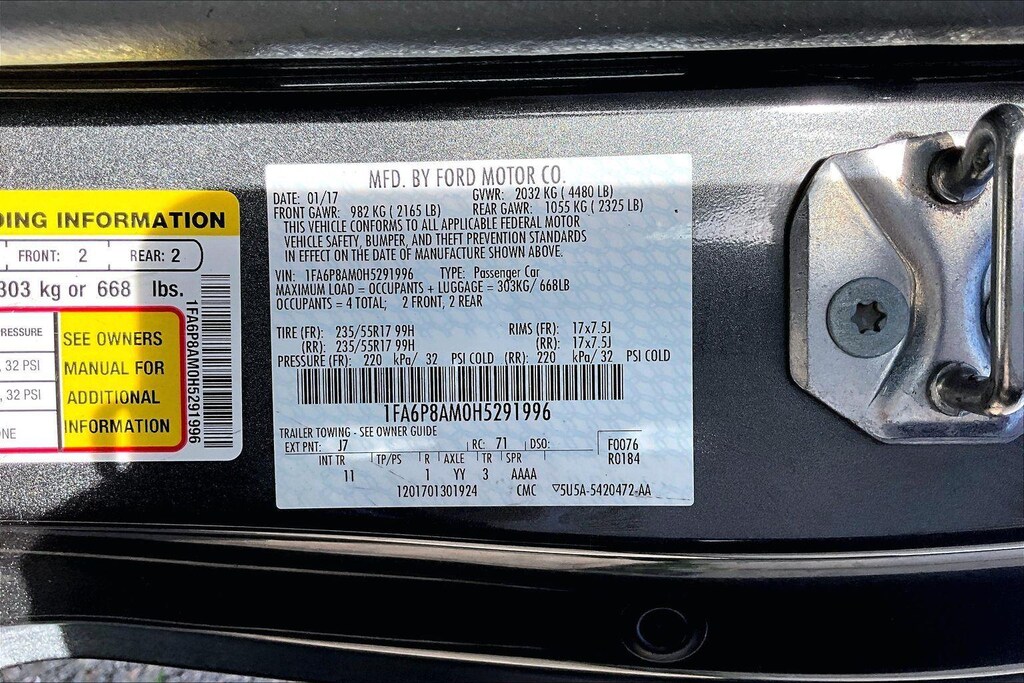 DING INFORMATION
FRONT: 2 REAR: 2
303 kg or 668 lbs.
RESSURE
, 32 PSI
, 32 PSI
ONE
SEE OWNERS
MANUAL FOR
ADDITIONAL
INFORMATION
1FA6P8AM0H5291996
MFD. BY FORD MOTOR CO.
DATE: 01/17 GVWR: 2032 KG ( 4480 LB)
FRONT GAWR: 982 KG ( 2165 LB) REAR GAWR: 1055 KG ( 2325 LB)
THIS VEHICLE CONFORMS TO ALL APPLICABLE FEDERAL MOTOR
VEHICLE SAFETY, BUMPER, AND THEFT PREVENTION STANDARDS
IN EFFECT ON THE DATE OF MANUFACTURE SHOWN ABOVE.
VIN: 1FA6P8AM0H5291996 TYPE: Passenger Car
MAXIMUM LOAD = OCCUPANTS + LUGGAGE = 303KG/ 668LB
OCCUPANTS = 4 TOTAL; 2 FRONT, 2 REAR
TIRE (FR): 235/55R17 99H RIMS (FR): 17x7.5J
(RR): 235/55R17 99H (RR): 17x7.5J
PRESSURE (FR): 220 kPa/ 32 PSI COLD (RR): 220 kPa/ 32 PSI COLD
1FA6P8AM0H5291996
TRAILER TOWING - SEE OWNER GUIDE
EXT PNT: J7 RC: 71 DSO: F0076
INT TR TP/PS R AXLE TR SPR R0184
11 1 YY 3 AAAA
1201701301924 CMC ▽5U5A-5420472-AA